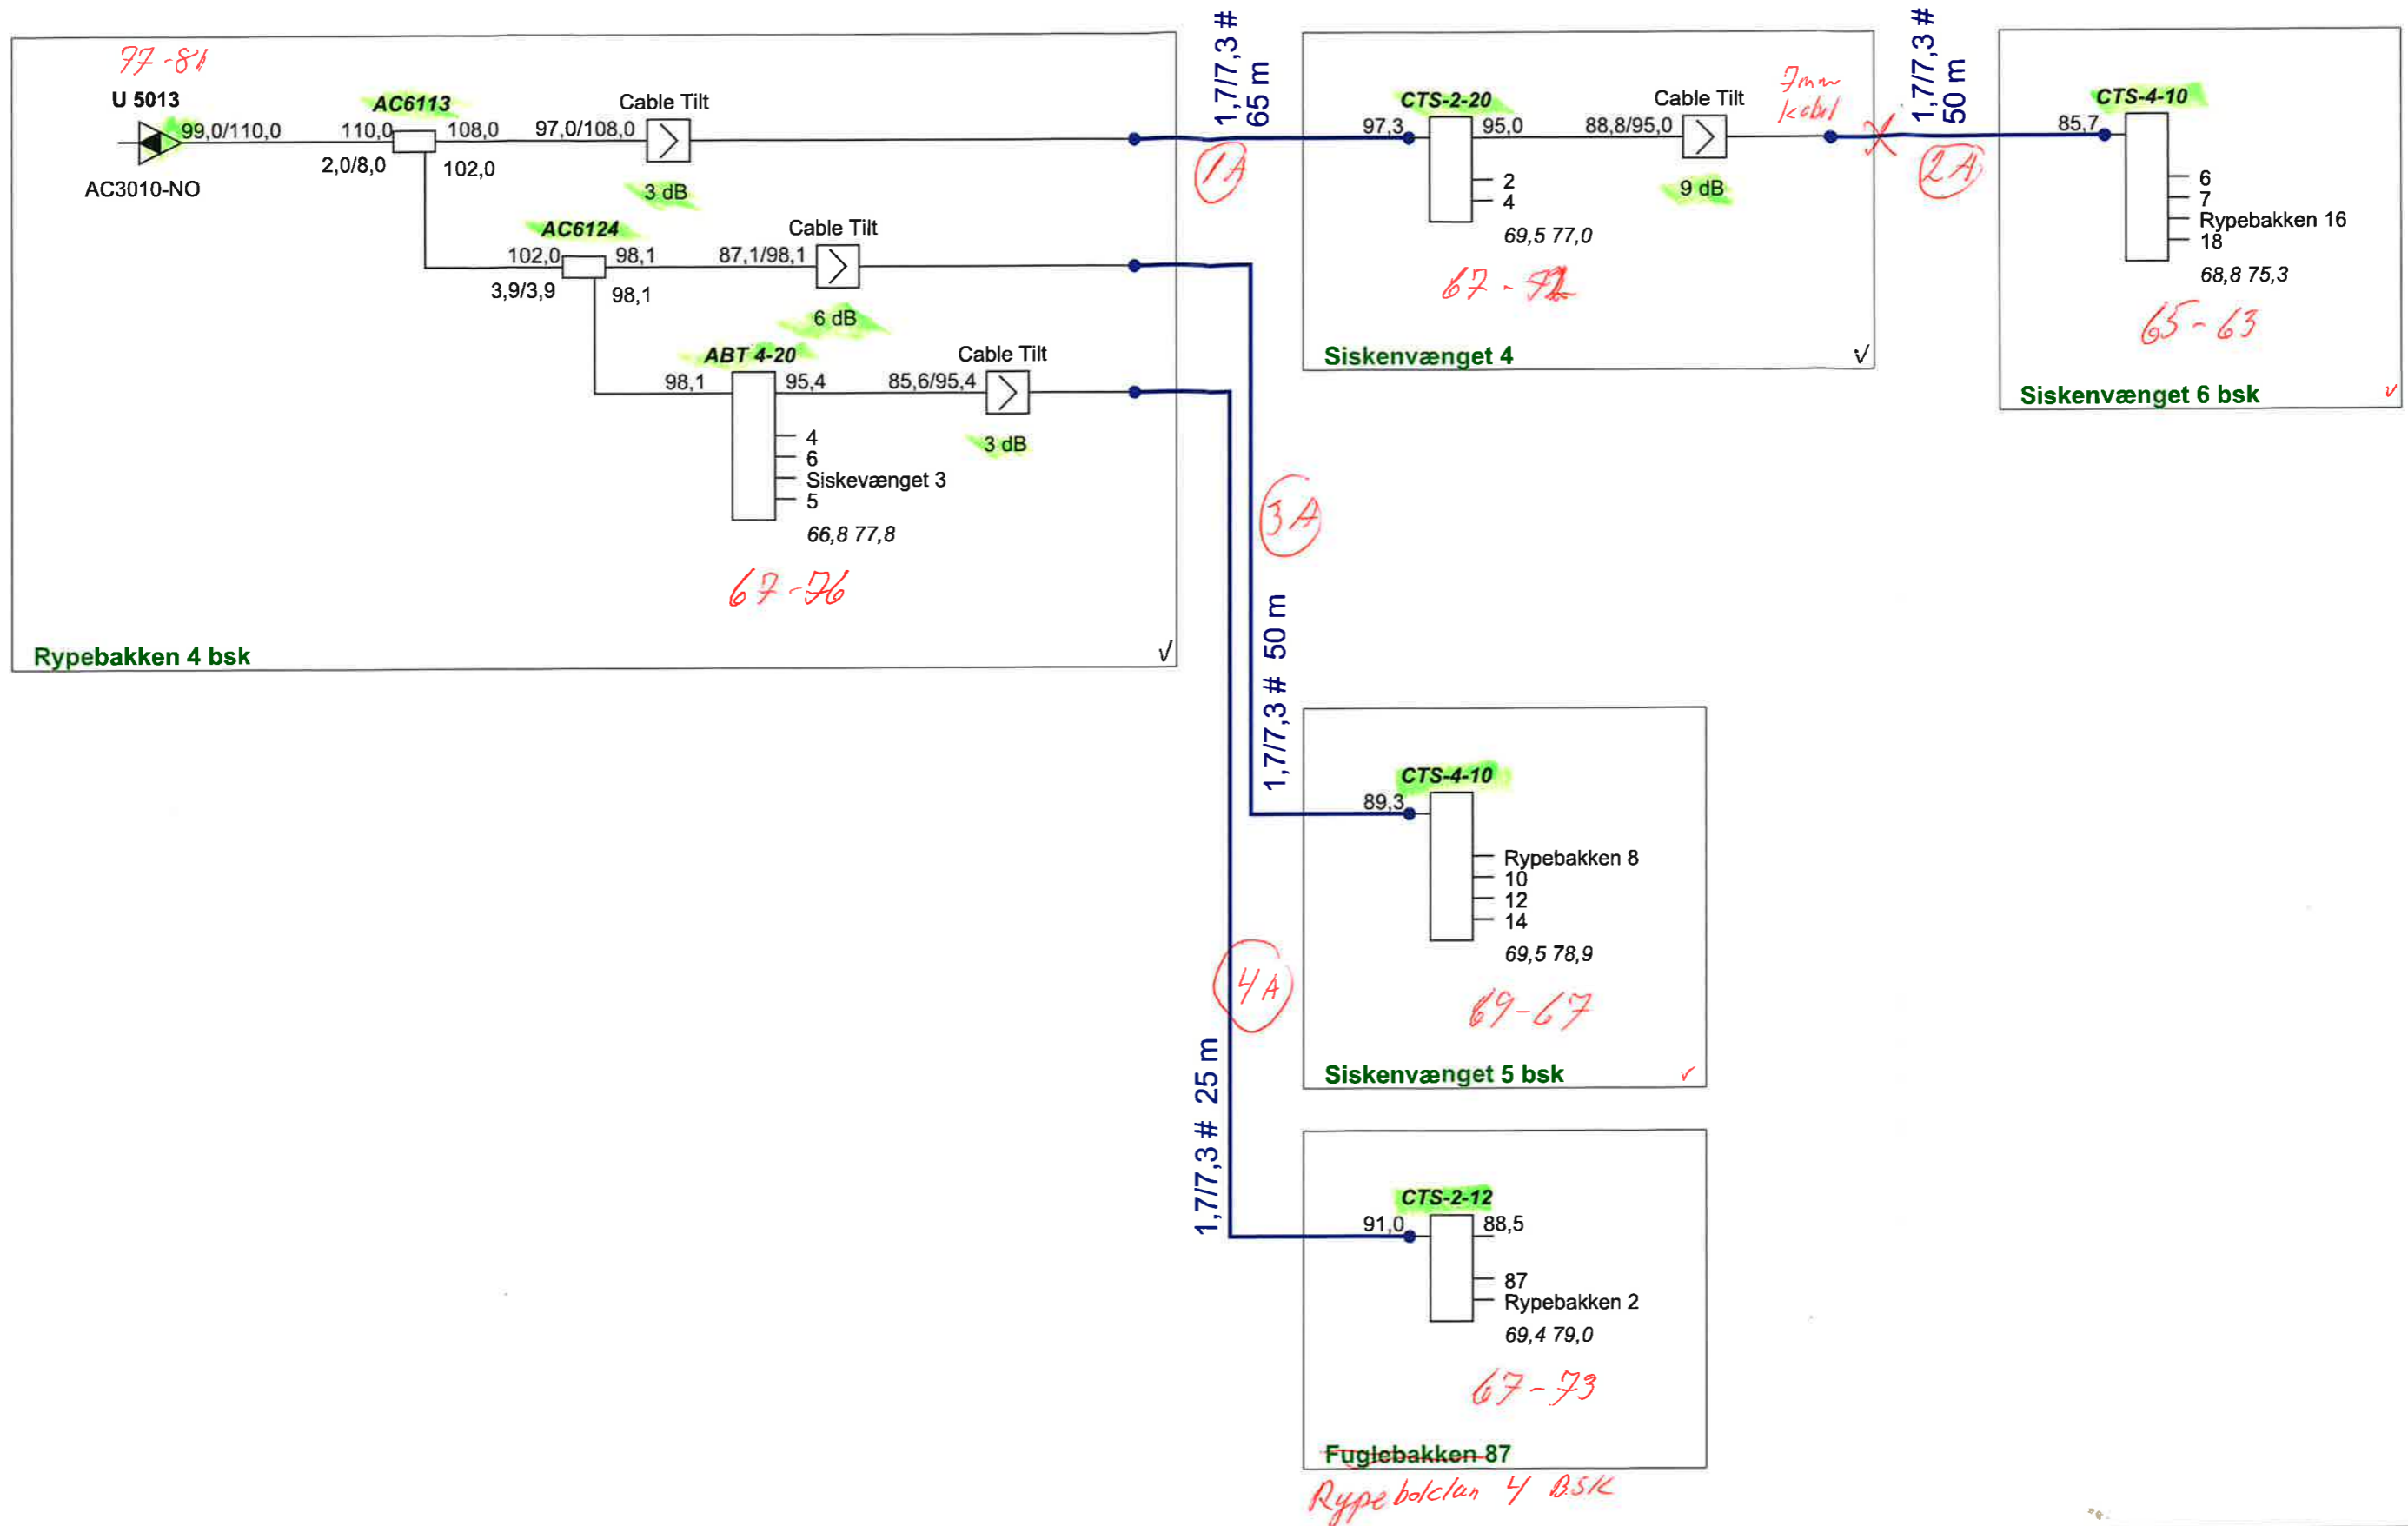 77-81
U 5013
99,0/110,0
AC3010-NO
AC6113
110,0
108,0
2,0/8,0
102,0
97,0/108,0
Cable Tilt
3 dB
AC6124
102,0
98,1
3,9/3,9
98,1
87,1/98,1
Cable Tilt
6 dB
ABT 4-20
98,1
95,4
85,6/95,4
Cable Tilt
3 dB
4
6
Siskevænget 3
5
66,8 77,8
67-76
Rypebakken 4 bsk
√
1,7/7,3 #
65 m
1A
CTS-2-20
97,3
95,0
2
4
69,5 77,0
67-72
88,8/95,0
Cable Tilt
9 dB
7mm
kabel
Siskenvænget 4
√
1,7/7,3 #
50 m
X
2A
CTS-4-10
85,7
6
7
Rypebakken 16
18
68,8 75,3
65-63
Siskenvænget 6 bsk
√
3A
1,7/7,3 # 50 m
CTS-4-10
89,3
Rypebakken 8
10
12
14
69,5 78,9
69-67
Siskenvænget 5 bsk
√
4A
1,7/7,3 # 25 m
CTS-2-12
91,0
88,5
87
Rypebakken 2
69,4 79,0
67-73
Fuglebakken 87
4 BSK